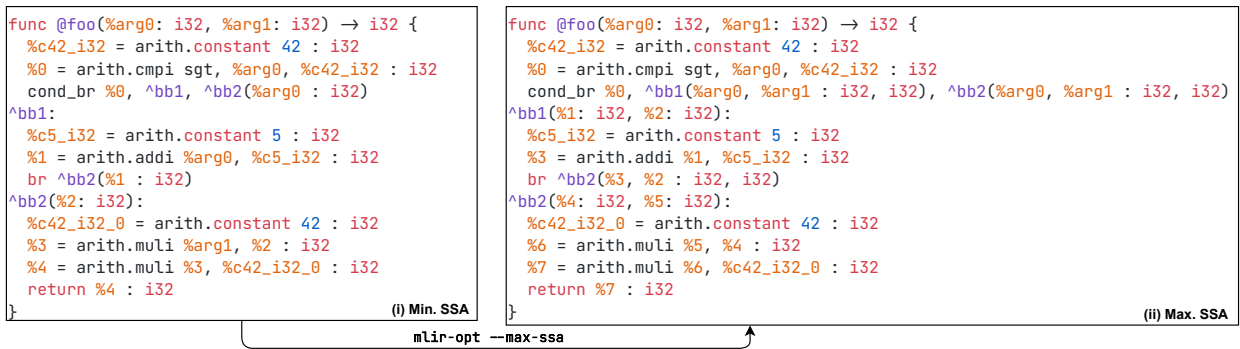 func @foo(%arg0: i32, %arg1: i32) → i32 {
  %c42_i32 = arith.constant 42 : i32
  %0 = arith.cmpi sgt, %arg0, %c42_i32 : i32
  cond_br %0, ^bb1, ^bb2(%arg0 : i32)
^bb1:
  %c5_i32 = arith.constant 5 : i32
  %1 = arith.addi %arg0, %c5_i32 : i32
  br ^bb2(%1 : i32)
^bb2(%2: i32):
  %c42_i32_0 = arith.constant 42 : i32
  %3 = arith.muli %arg1, %2 : i32
  %4 = arith.muli %3, %c42_i32_0 : i32
  return %4 : i32
}
(i) Min. SSA
func @foo(%arg0: i32, %arg1: i32) → i32 {
  %c42_i32 = arith.constant 42 : i32
  %0 = arith.cmpi sgt, %arg0, %c42_i32 : i32
  cond_br %0, ^bb1(%arg0, %arg1 : i32, i32), ^bb2(%arg0, %arg1 : i32, i32)
^bb1(%1: i32, %2: i32):
  %c5_i32 = arith.constant 5 : i32
  %3 = arith.addi %1, %c5_i32 : i32
  br ^bb2(%3, %2 : i32, i32)
^bb2(%4: i32, %5: i32):
  %c42_i32_0 = arith.constant 42 : i32
  %6 = arith.muli %5, %4 : i32
  %7 = arith.muli %6, %c42_i32_0 : i32
  return %7 : i32
}
(ii) Max. SSA
mlir-opt --max-ssa